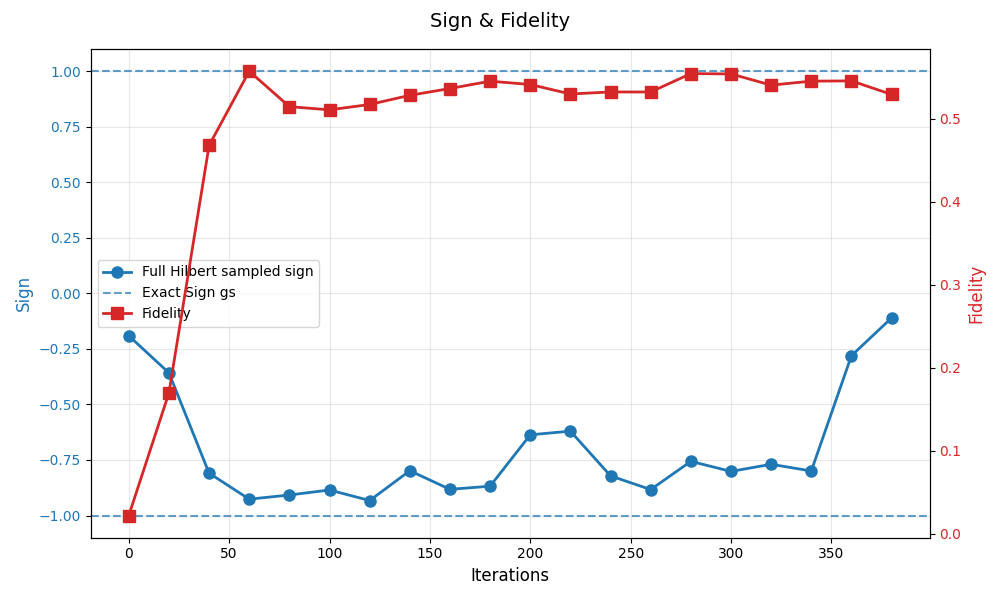 Sign & Fidelity
1.00
0.75
0.50
0.25
0.00
−0.25
−0.50
−0.75
−1.00
Sign
Full Hilbert sampled sign
Exact Sign gs
Fidelity
0.5
0.4
0.3
0.2
0.1
0.0
Fidelity
0 50 100 150 200 250 300 350
Iterations